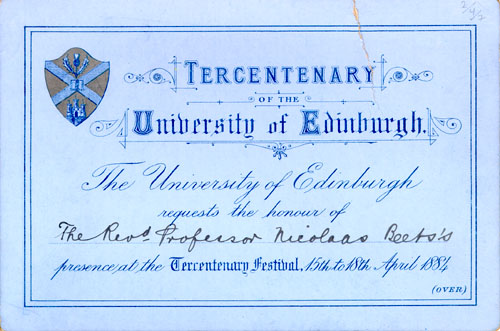 TERCENTENARY
OF THE
University of Edinburgh.
The University of Edinburgh
requests the honour of
The Revd. Professor Nicolaas Beets's
presence, at the Tercentenary Festival, 15th to 18th April 1884
(OVER)